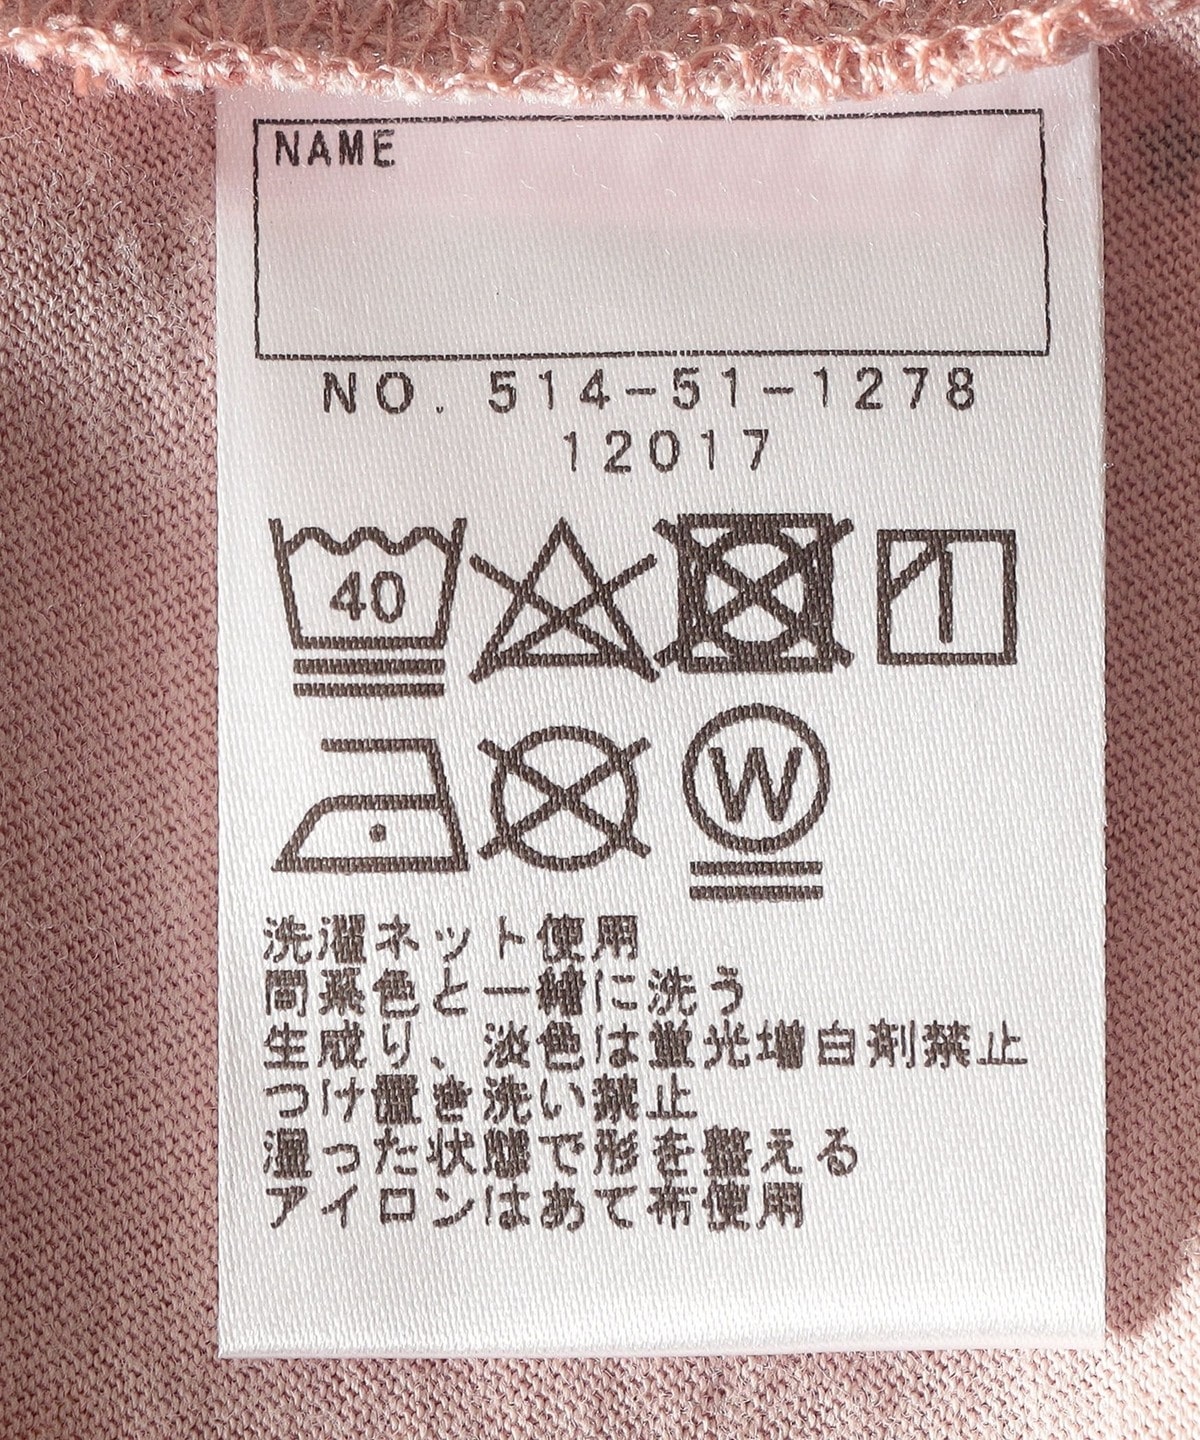 NAME
NO. 514-51-1278
12017
40
W
洗濯ネット使用
同系色と一緒に洗う
生成り、淡色は蛍光増白剤禁止
つけ置き洗い禁止
湿った状態で形を整える
アイロンはあて布使用